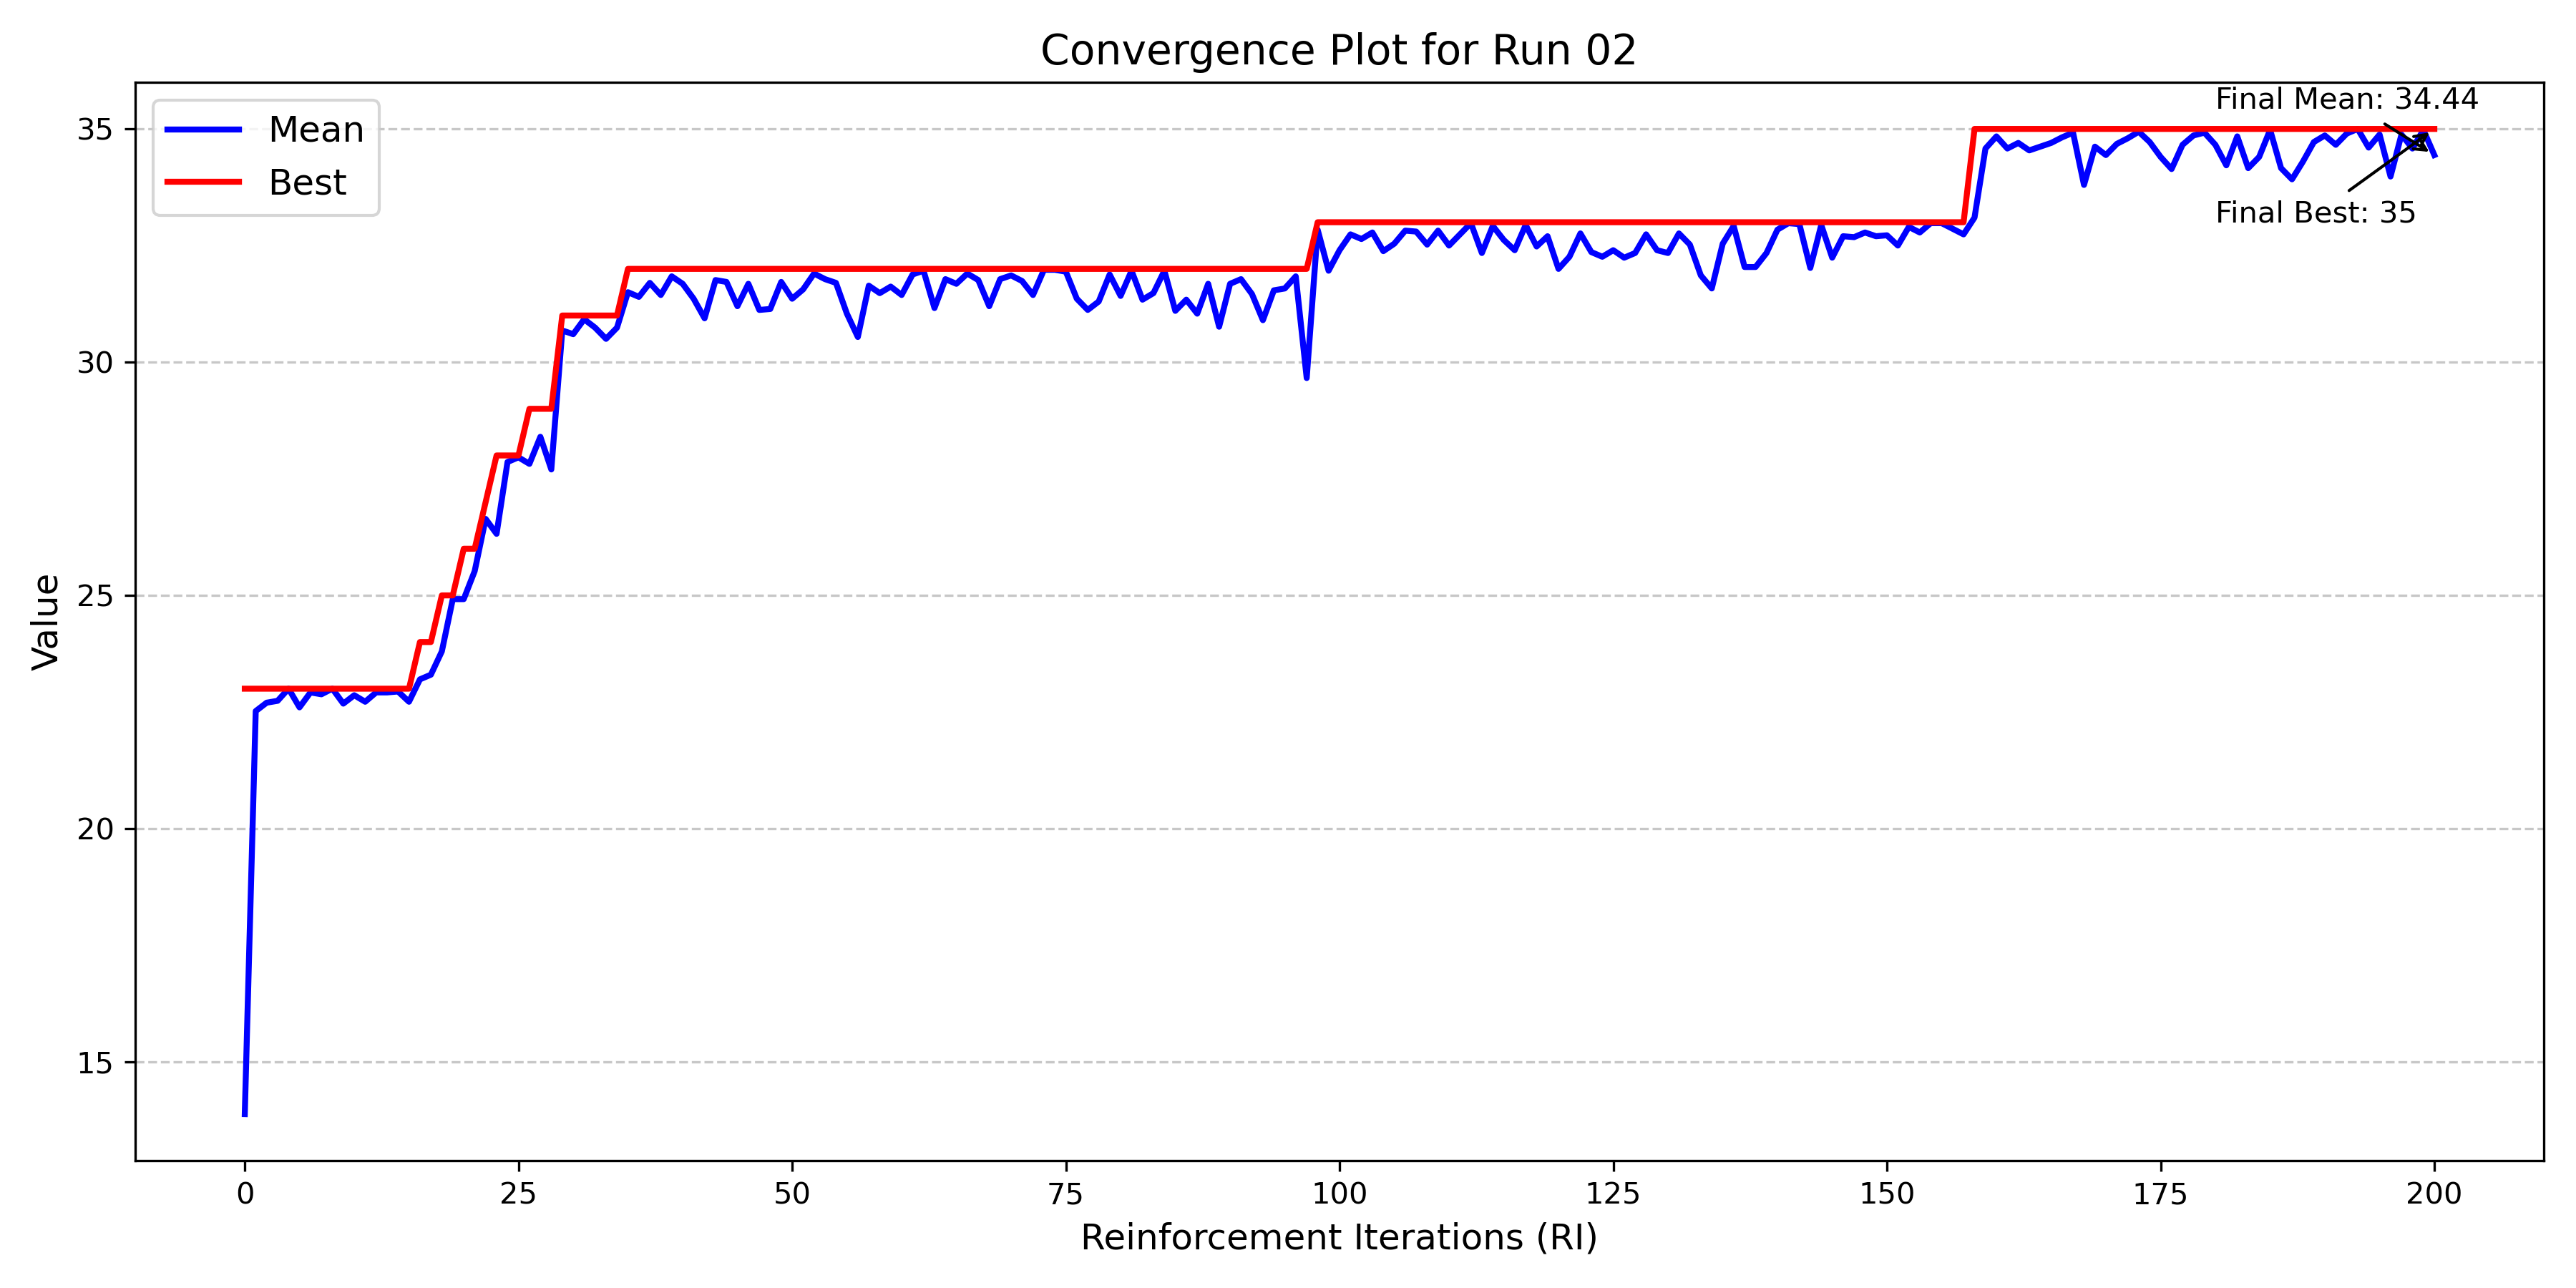 Convergence Plot for Run 02
Mean
Best
Final Mean: 34.44
Final Best: 35
35
30
25
20
15
Value
0 25 50 75 100 125 150 175 200
Reinforcement Iterations (RI)